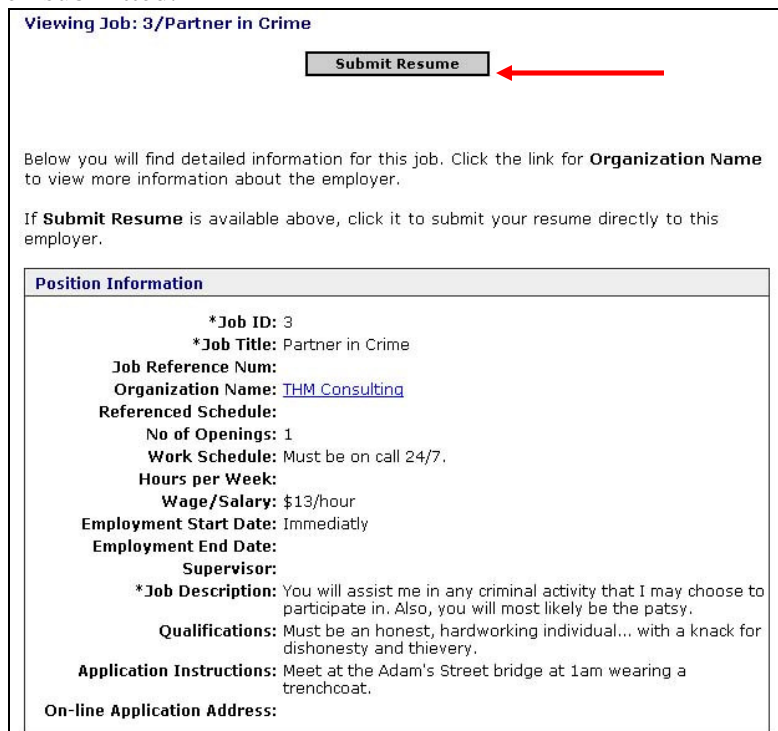 Viewing Job: 3/Partner in Crime
Submit Resume
Below you will find detailed information for this job. Click the link for Organization Name
to view more information about the employer.
If Submit Resume is available above, click it to submit your resume directly to this
employer.
Position Information
*Job ID: 3
*Job Title: Partner in Crime
Job Reference Num:
Organization Name: THM Consulting
Referenced Schedule:
No of Openings: 1
Work Schedule: Must be on call 24/7.
Hours per Week:
Wage/Salary: $13/hour
Employment Start Date: Immediatly
Employment End Date:
Supervisor:
*Job Description: You will assist me in any criminal activity that I may choose to
participate in. Also, you will most likely be the patsy.
Qualifications: Must be an honest, hardworking individual... with a knack for
dishonesty and thievery.
Application Instructions: Meet at the Adam's Street bridge at 1am wearing a
trenchcoat.
On-line Application Address: